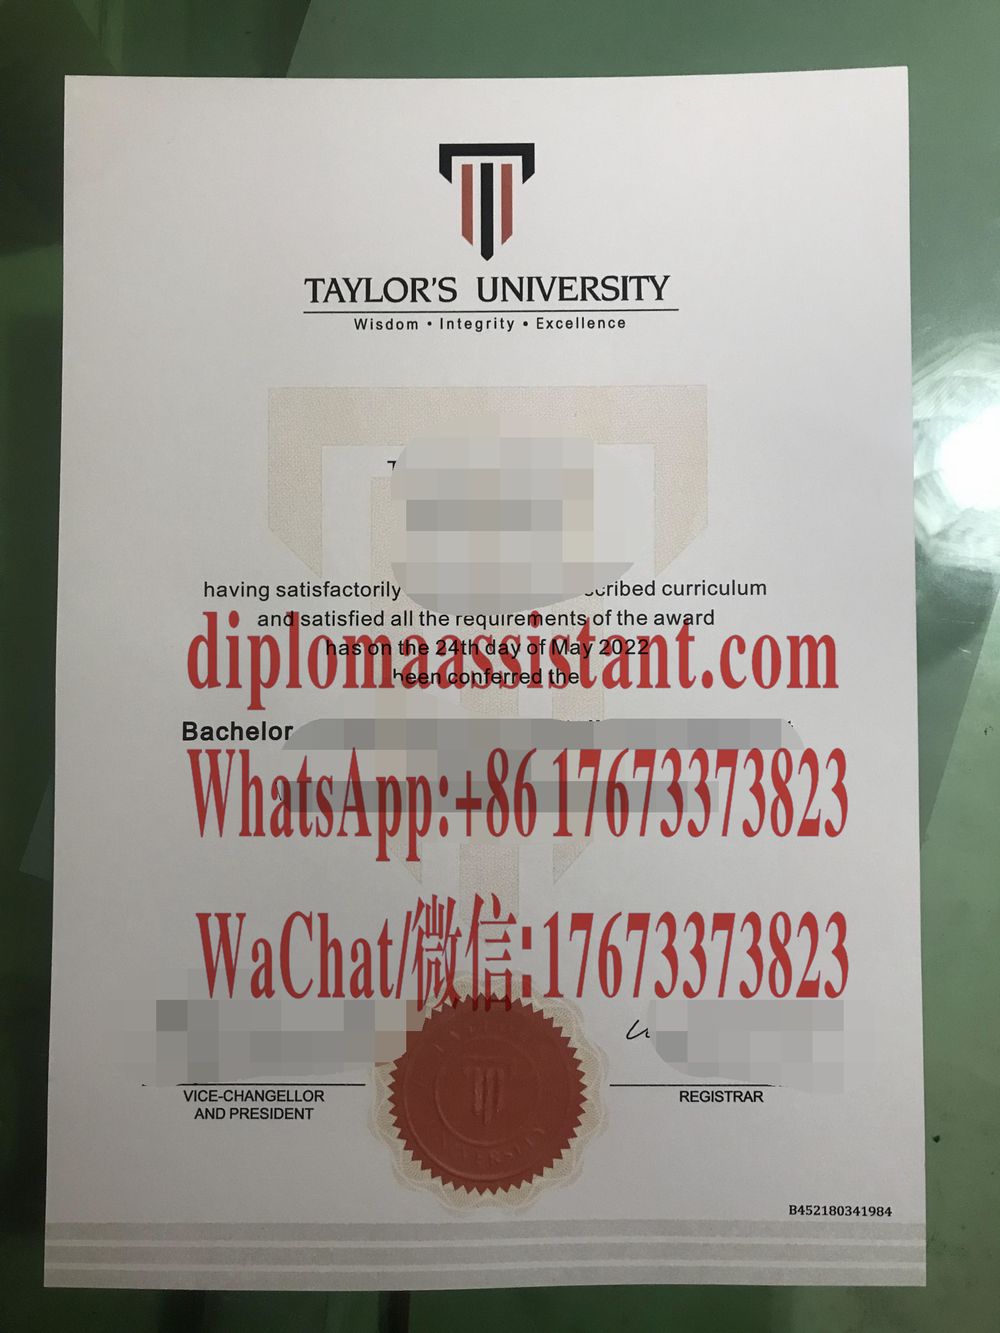 TAYLOR'S UNIVERSITY
Wisdom • Integrity • Excellence
having satisfactorily
curriculum
and satisfied all the requirements of the award
diplomaassistant.com
has on the 24th day of May 2022
been conferred the
Bachelor
WhatsApp:+86 17673373823
WaChat/微信:17673373823
VICE-CHANGELLOR
AND PRESIDENT
REGISTRAR
B452180341984